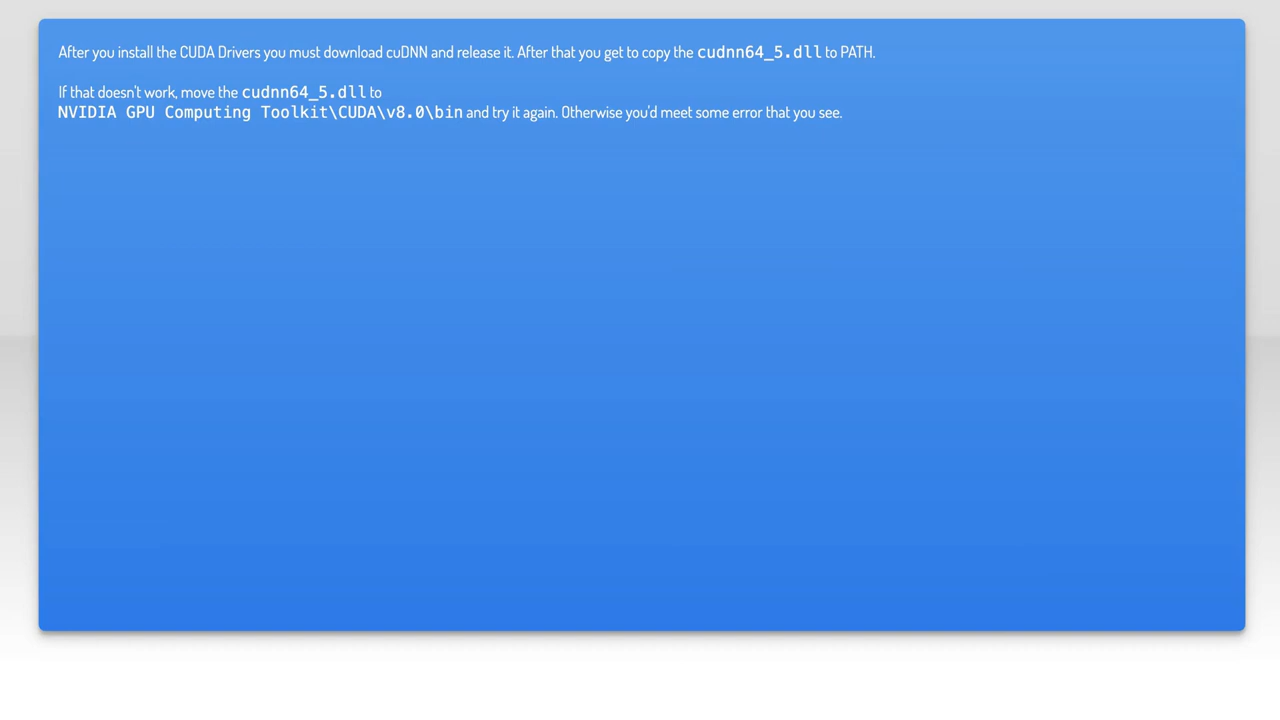 After you install the CUDA Drivers you must download cuDNN and release it. After that you get to copy the cudnn64_5.dll to PATH.
If that doesn't work, move the cudnn64_5.dll to
NVIDIA GPU Computing Toolkit\CUDA\v8.0\bin and try it again. Otherwise you'd meet some error that you see.